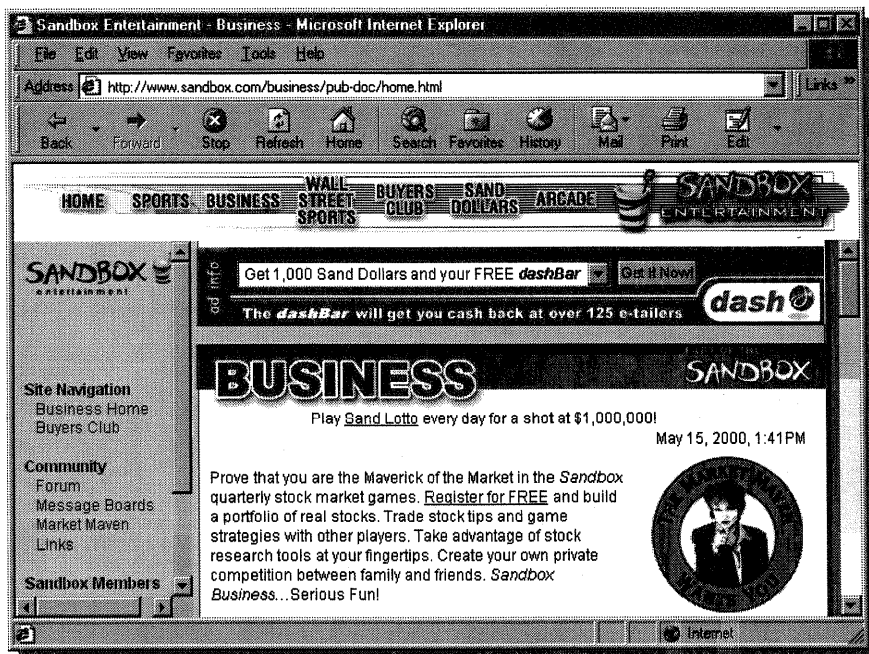 Sandbox Entertainment - Business - Microsoft Internet Explorer
File Edit View Favorites Tools Help
Address http://www.sandbox.com/business/pub-doc/home.html Links »
Back Forward Stop Refresh Home Search Favorites History Mail Print Edit
HOME SPORTS BUSINESS WALL STREET SPORTS BUYERS CLUB SAND DOLLARS ARCADE SANDBOX ENTERTAINMENT
SANDBOX
entertainment
Site Navigation
Business Home
Buyers Club
Community
Forum
Message Boards
Market Maven
Links
Sandbox Members
ad info
Get 1,000 Sand Dollars and your FREE dashBar Get It Now!
The dashBar will get you cash back at over 125 e-tailers
dash
BUSINESS SANDBOX
Play Sand Lotto every day for a shot at $1,000,000!
May 15, 2000, 1:41PM
Prove that you are the Maverick of the Market in the Sandbox
quarterly stock market games. Register for FREE and build
a portfolio of real stocks. Trade stock tips and game
strategies with other players. Take advantage of stock
research tools at your fingertips. Create your own private
competition between family and friends. Sandbox
Business...Serious Fun!
THE MARKET MAVEN
WANTS YOU
Internet